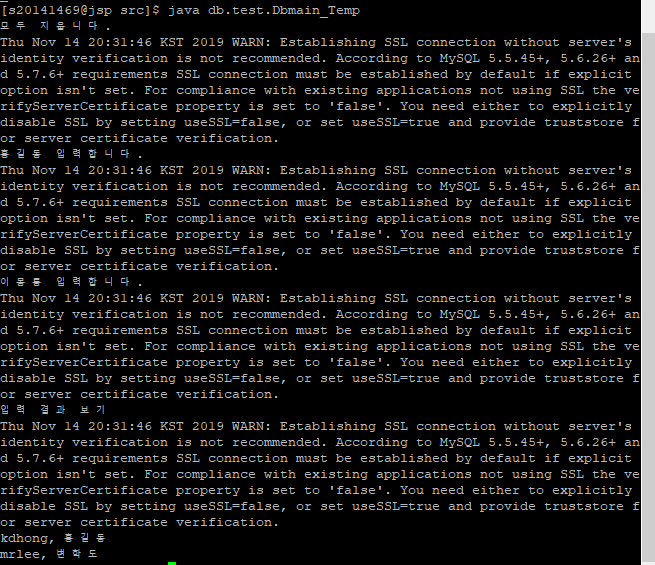 [s20141469@jsp src]$ java db.test.Dbmain_Temp
모두 지웁니다.
Thu Nov 14 20:31:46 KST 2019 WARN: Establishing SSL connection without server's
identity verification is not recommended. According to MySQL 5.5.45+, 5.6.26+ an
d 5.7.6+ requirements SSL connection must be established by default if explicit
option isn't set. For compliance with existing applications not using SSL the ve
rifyServerCertificate property is set to 'false'. You need either to explicitly
disable SSL by setting useSSL=false, or set useSSL=true and provide truststore f
or server certificate verification.
홍길동 입력합니다.
Thu Nov 14 20:31:46 KST 2019 WARN: Establishing SSL connection without server's
identity verification is not recommended. According to MySQL 5.5.45+, 5.6.26+ an
d 5.7.6+ requirements SSL connection must be established by default if explicit
option isn't set. For compliance with existing applications not using SSL the ve
rifyServerCertificate property is set to 'false'. You need either to explicitly
disable SSL by setting useSSL=false, or set useSSL=true and provide truststore f
or server certificate verification.
이몽룡 입력합니다.
Thu Nov 14 20:31:46 KST 2019 WARN: Establishing SSL connection without server's
identity verification is not recommended. According to MySQL 5.5.45+, 5.6.26+ an
d 5.7.6+ requirements SSL connection must be established by default if explicit
option isn't set. For compliance with existing applications not using SSL the ve
rifyServerCertificate property is set to 'false'. You need either to explicitly
disable SSL by setting useSSL=false, or set useSSL=true and provide truststore f
or server certificate verification.
입력 결과 보기
Thu Nov 14 20:31:46 KST 2019 WARN: Establishing SSL connection without server's
identity verification is not recommended. According to MySQL 5.5.45+, 5.6.26+ an
d 5.7.6+ requirements SSL connection must be established by default if explicit
option isn't set. For compliance with existing applications not using SSL the ve
rifyServerCertificate property is set to 'false'. You need either to explicitly
disable SSL by setting useSSL=false, or set useSSL=true and provide truststore f
or server certificate verification.
kdhong, 홍길동
mrlee, 변학도